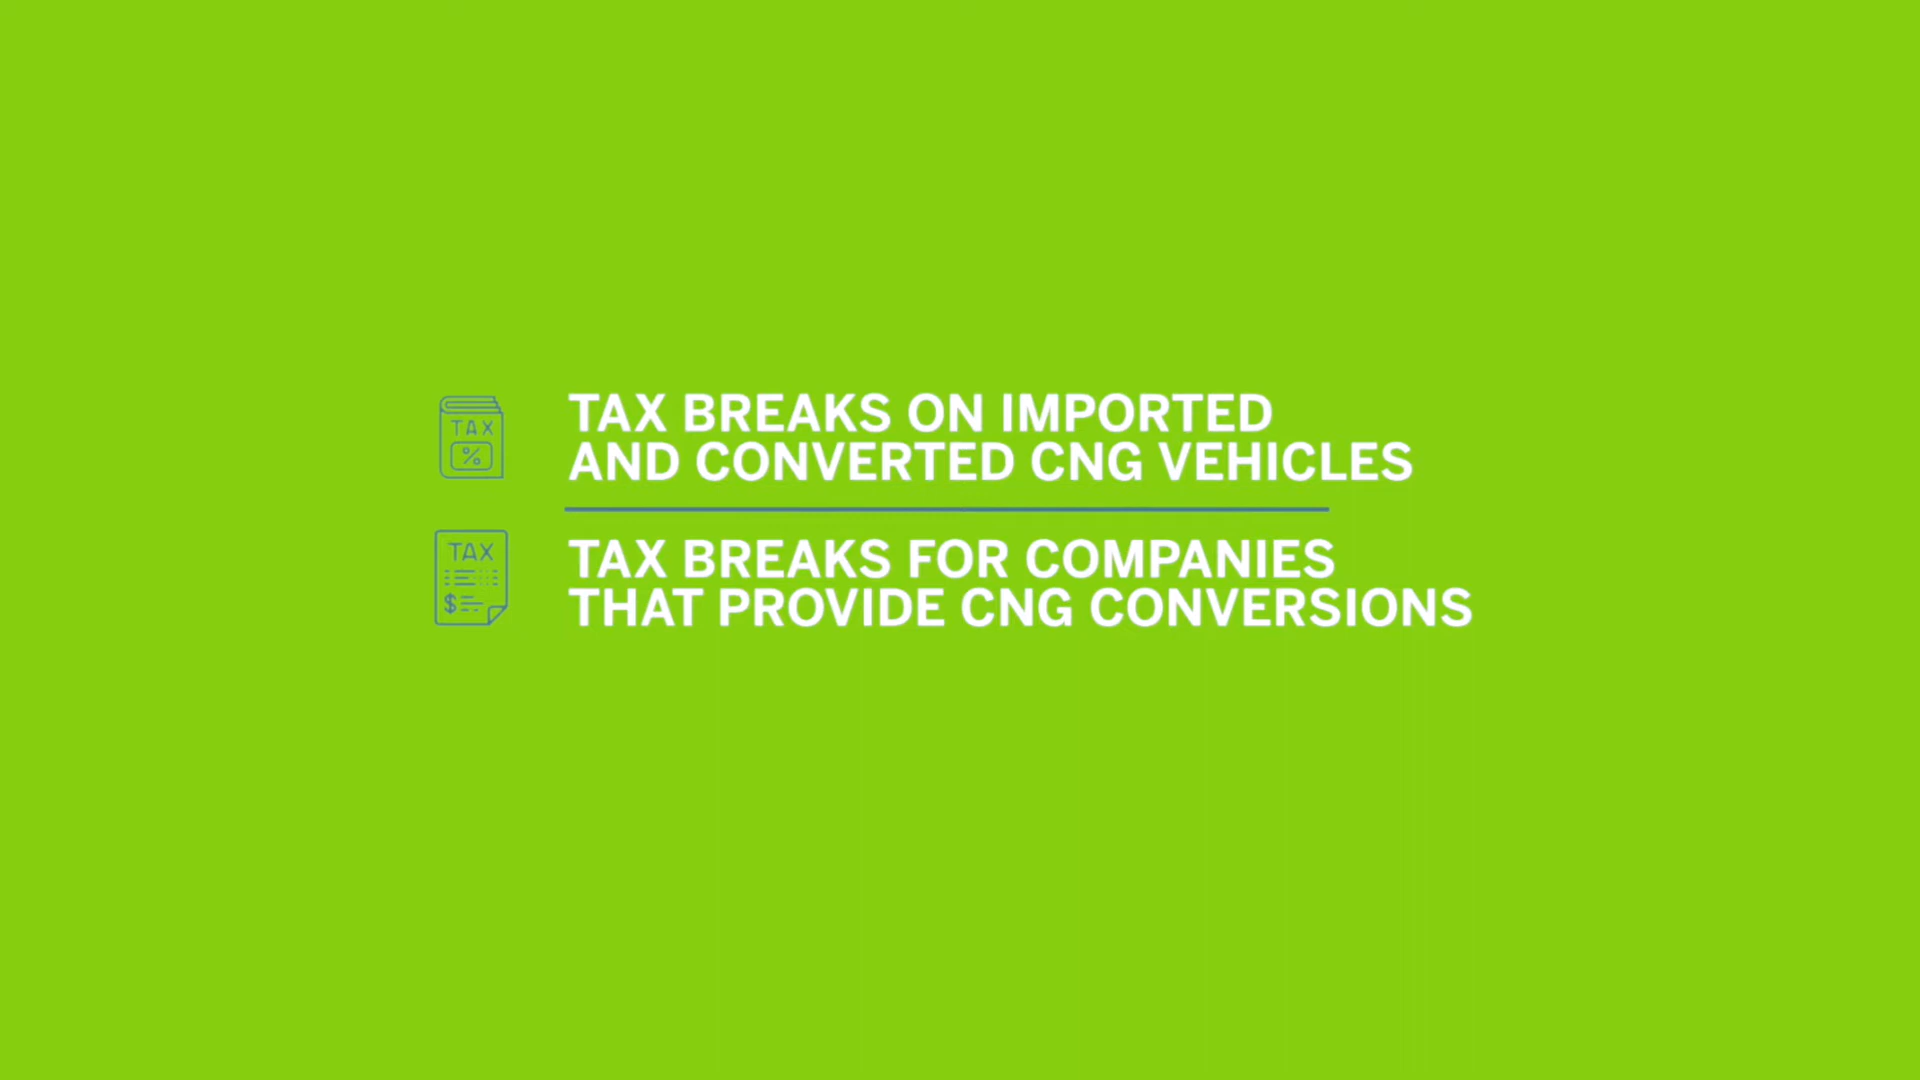 TAX
%
TAX BREAKS ON IMPORTED
AND CONVERTED CNG VEHICLES
TAX
$
TAX BREAKS FOR COMPANIES
THAT PROVIDE CNG CONVERSIONS